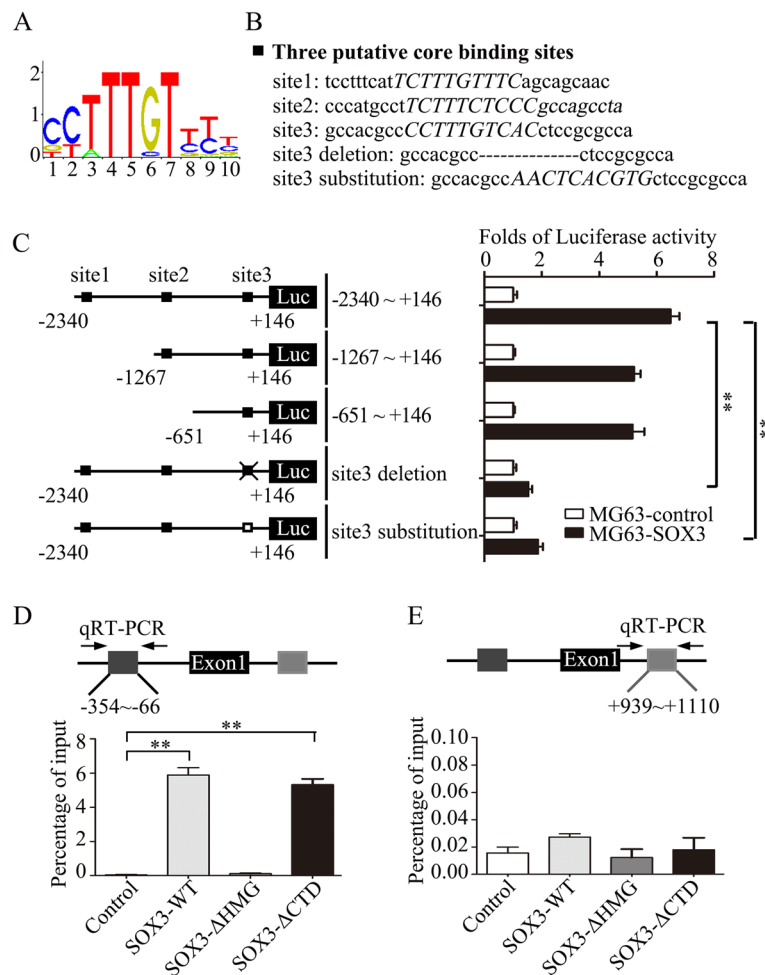 A
2
1
0
C C T T T G T T T T
1 2 3 4 5 6 7 8 9 10
B
■ Three putative core binding sites
site1: tcctttcatTCTTTGTTTCagcagcaac
site2: cccatgcctTCTTTCTCCCgccagccta
site3: gccacgccCCTTTGTCACctccgcgcca
site3 deletion: gccacgcc-------------ctccgcgcca
site3 substitution: gccacgccAACTCACGTGctccgcgcca
C
Folds of Luciferase activity
0 2 4 6 8
site1 site2 site3
Luc
-2340 +146
-2340 ~ +146
Luc
-1267 +146
-1267 ~ +146
Luc
-651 +146
-651 ~ +146
Luc
-2340 +146
site3 deletion
Luc
-2340 +146
site3 substitution
**
**
MG63-control
MG63-SOX3
D
qRT-PCR
Exon1
-354~-66
Percentage of input
8
6
4
2
0
**
**
Control
SOX3-WT
SOX3-ΔHMG
SOX3-ΔCTD
E
qRT-PCR
Exon1
+939~+1110
Percentage of input
0.10
0.08
0.06
0.04
0.02
0.00
Control
SOX3-WT
SOX3-ΔHMG
SOX3-ΔCTD